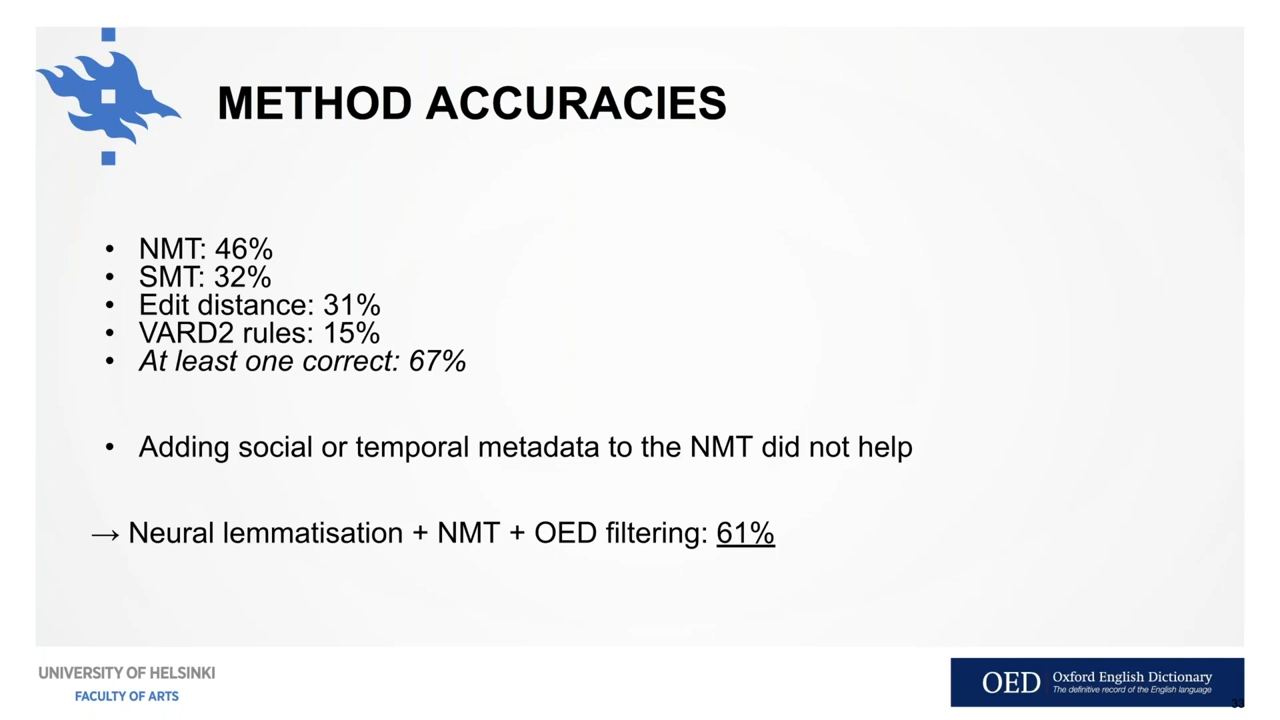 METHOD ACCURACIES
• NMT: 46%
• SMT: 32%
• Edit distance: 31%
• VARD2 rules: 15%
• At least one correct: 67%
• Adding social or temporal metadata to the NMT did not help
→ Neural lemmatisation + NMT + OED filtering: 61%
UNIVERSITY OF HELSINKI
FACULTY OF ARTS
OED Oxford English Dictionary
The definitive record of the English language
33